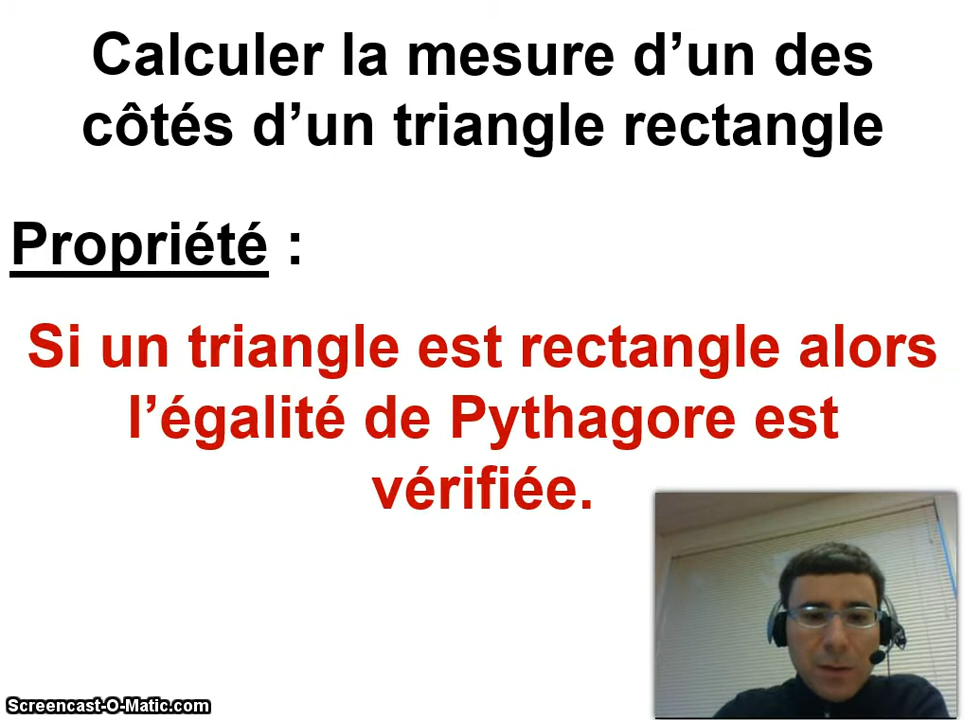 Calculer la mesure d’un des
côtés d’un triangle rectangle
Propriété :
Si un triangle est rectangle alors
l’égalité de Pythagore est
vérifiée.
Screencast-O-Matic.com